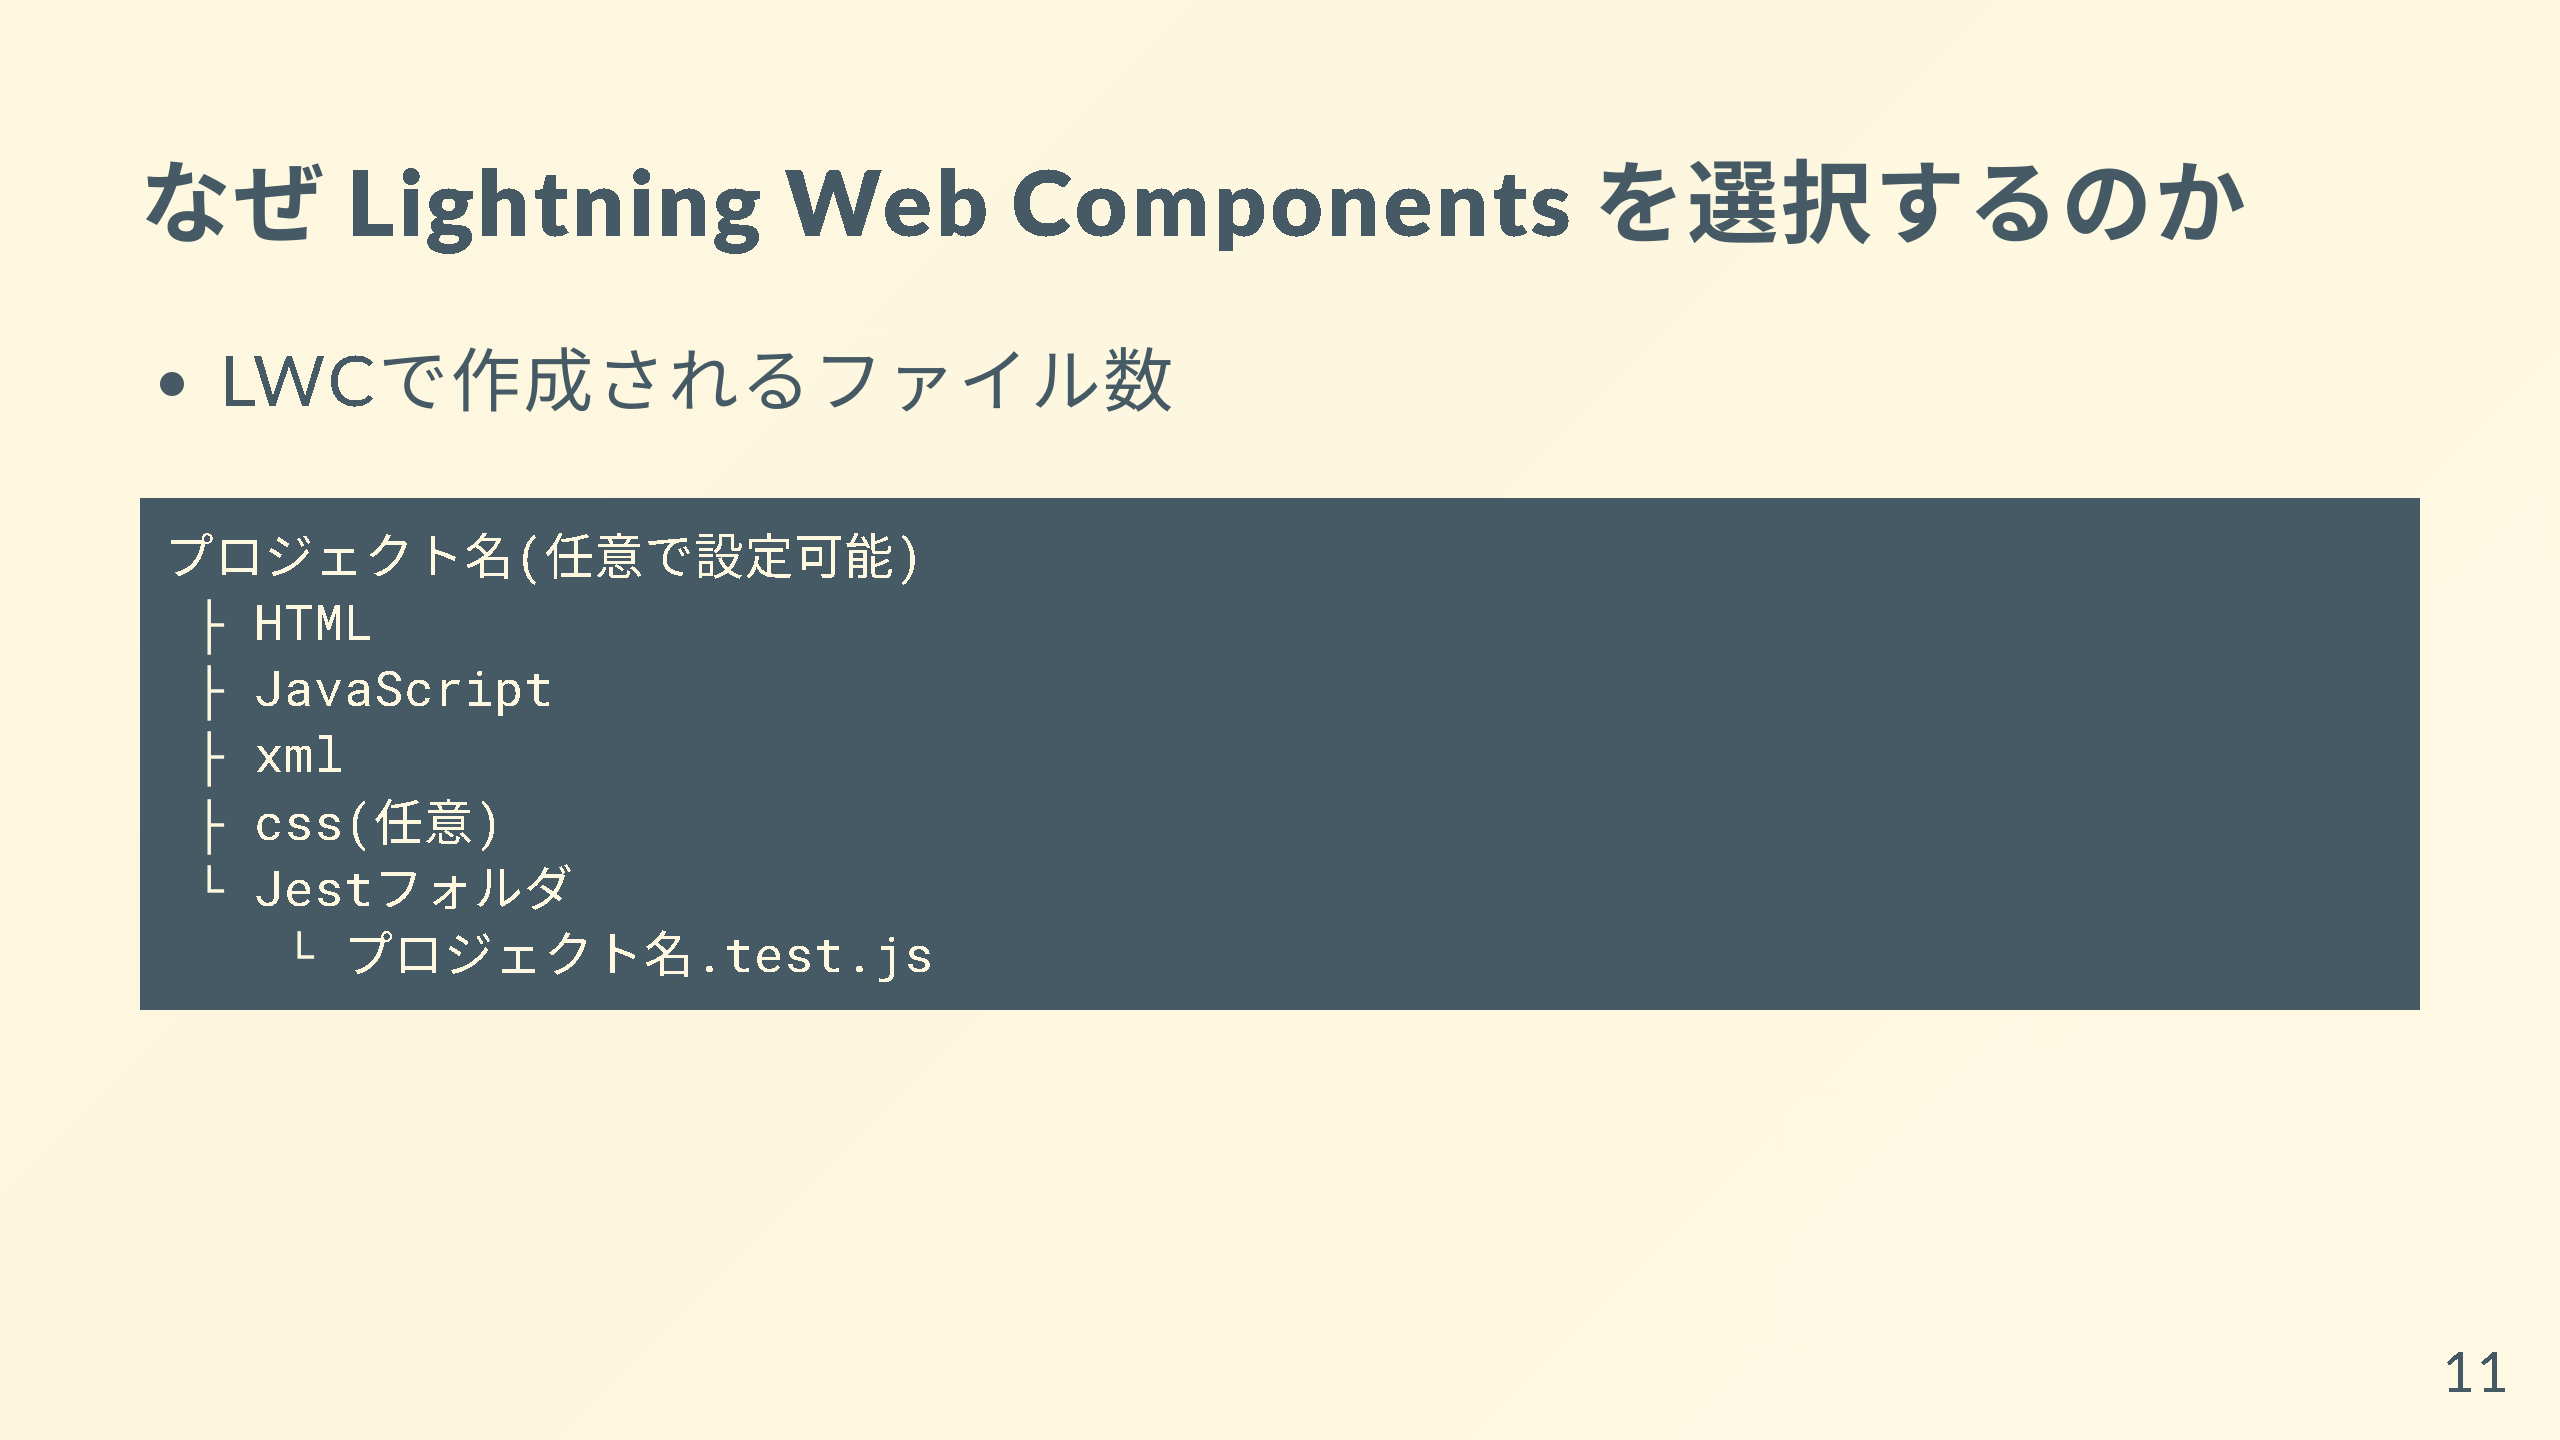 なぜ Lightning Web Components を選択するのか
• LWCで作成されるファイル数
プロジェクト名(任意で設定可能)
├ HTML
├ JavaScript
├ xml
├ css(任意)
└ Jestフォルダ
└ プロジェクト名.test.js
11